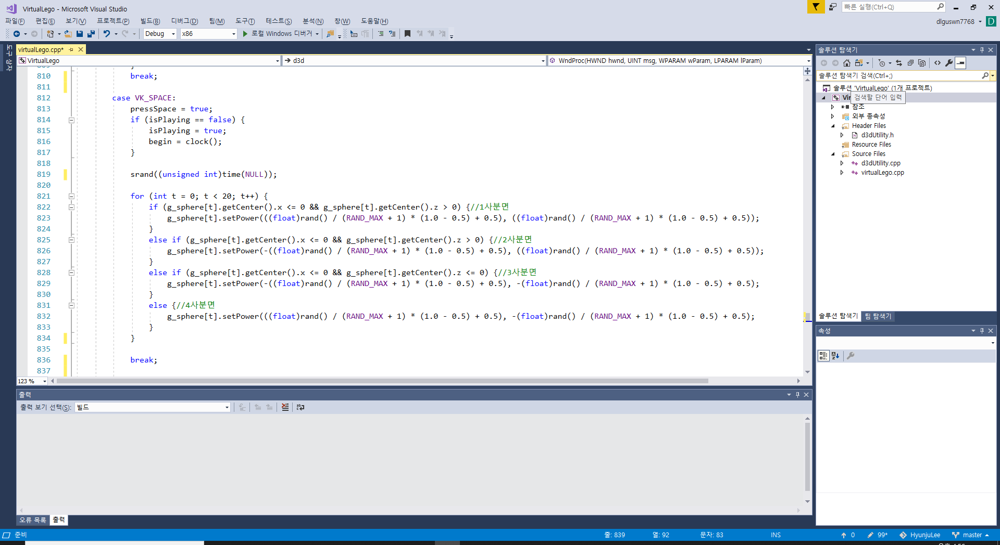 VirtualLego - Microsoft Visual Studio
빠른 실행(Ctrl+Q)
파일(F) 편집(E) 보기(V) 프로젝트(P) 빌드(B) 디버그(D) 팀(M) 도구(T) 테스트(S) 분석(N) 창(W) 도움말(H)
dlguswn7768 D
Debug x86 로컬 Windows 디버거
도구 상자
virtualLego.cpp*
VirtualLego d3d WndProc(HWND hwnd, UINT msg, WPARAM wParam, LPARAM lParam)
809 }
810 break;
811
812 case VK_SPACE:
813 pressSpace = true;
814 if (isPlaying == false) {
815 isPlaying = true;
816 begin = clock();
817 }
818
819 srand((unsigned int)time(NULL));
820
821 for (int t = 0; t < 20; t++) {
822 if (g_sphere[t].getCenter().x <= 0 && g_sphere[t].getCenter().z > 0) {//1사분면
823 g_sphere[t].setPower(((float)rand() / (RAND_MAX + 1) * (1.0 - 0.5) + 0.5), ((float)rand() / (RAND_MAX + 1) * (1.0 - 0.5) + 0.5));
824 }
825 else if (g_sphere[t].getCenter().x <= 0 && g_sphere[t].getCenter().z > 0) {//2사분면
826 g_sphere[t].setPower(-((float)rand() / (RAND_MAX + 1) * (1.0 - 0.5) + 0.5), ((float)rand() / (RAND_MAX + 1) * (1.0 - 0.5) + 0.5));
827 }
828 else if (g_sphere[t].getCenter().x <= 0 && g_sphere[t].getCenter().z <= 0) {//3사분면
829 g_sphere[t].setPower(-((float)rand() / (RAND_MAX + 1) * (1.0 - 0.5) + 0.5), -(float)rand() / (RAND_MAX + 1) * (1.0 - 0.5) + 0.5);
830 }
831 else {//4사분면
832 g_sphere[t].setPower(((float)rand() / (RAND_MAX + 1) * (1.0 - 0.5) + 0.5), -(float)rand() / (RAND_MAX + 1) * (1.0 - 0.5) + 0.5);
833 }
834 }
835
836 break;
837
123 %
출력
출력 보기 선택(S): 빌드
오류 목록 출력
솔루션 탐색기
솔루션 탐색기 검색(Ctrl+;)
솔루션 'VirtualLego' (1개 프로젝트)
Vir
검색할 단어 입력
참조
외부 종속성
Header Files
d3dUtility.h
Resource Files
Source Files
d3dUtility.cpp
virtualLego.cpp
솔루션 탐색기 팀 탐색기
속성
준비 줄: 839 열: 92 문자: 83 INS 0 99* HyunjuLee master